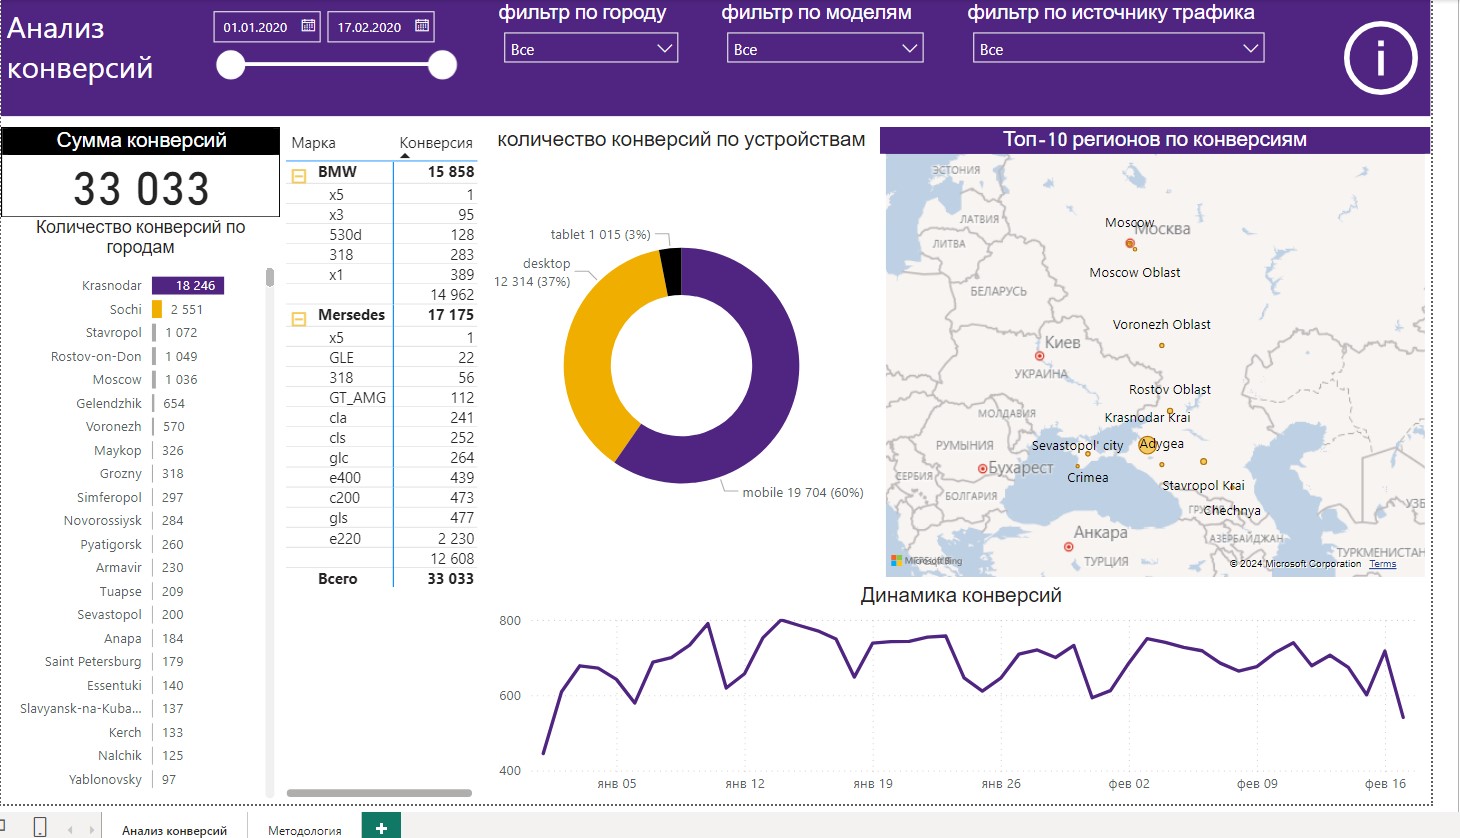 Анализ
конверсий
01.01.2020
17.02.2020
фильтр по городу
Все
фильтр по моделям
Все
фильтр по источнику трафика
Все
i
Сумма конверсий
33 033
Количество конверсий по
городам
Krasnodar 18 246
Sochi 2 551
Stavropol 1 072
Rostov-on-Don 1 049
Moscow 1 036
Gelendzhik 654
Voronezh 570
Maykop 326
Grozny 318
Simferopol 297
Novorossiysk 284
Pyatigorsk 260
Armavir 230
Tuapse 209
Sevastopol 200
Anapa 184
Saint Petersburg 179
Essentuki 140
Slavyansk-na-Kuba... 137
Kerch 133
Nalchik 125
Yablonovsky 97
Марка Конверсия
BMW 15 858
x5 1
x3 95
530d 128
318 283
x1 389
14 962
Mersedes 17 175
x5 1
GLE 22
318 56
GT_AMG 112
cla 241
cls 252
glc 264
e400 439
c200 473
gls 477
e220 2 230
12 608
Всего 33 033
количество конверсий по устройствам
tablet 1 015 (3%)
desktop
12 314 (37%)
mobile 19 704 (60%)
Топ-10 регионов по конверсиям
ЭСТОНИЯ
ЛАТВИЯ
ЛИТВА
Moscow
Москва
Moscow Oblast
БЕЛАРУСЬ
Voronezh Oblast
Киев
УКРАИНА
Rostov Oblast
МОЛДАВИЯ
Krasnodar Krai
РУМЫНИЯ
Sevastopol' city
Adygea
Бухарест
СЕРБИЯ
Crimea
Stavropol Krai
БОЛГАРИЯ
Chechnya
Анкара
АЗЕРБАЙДЖАН
ТУРКМЕНИСТАН
ТУРЦИЯ
Microsoft Bing
© 2024 Microsoft Corporation Terms
Динамика конверсий
800
600
400
янв 05
янв 12
янв 19
янв 26
фев 02
фев 09
фев 16
Анализ конверсий
Методология
+